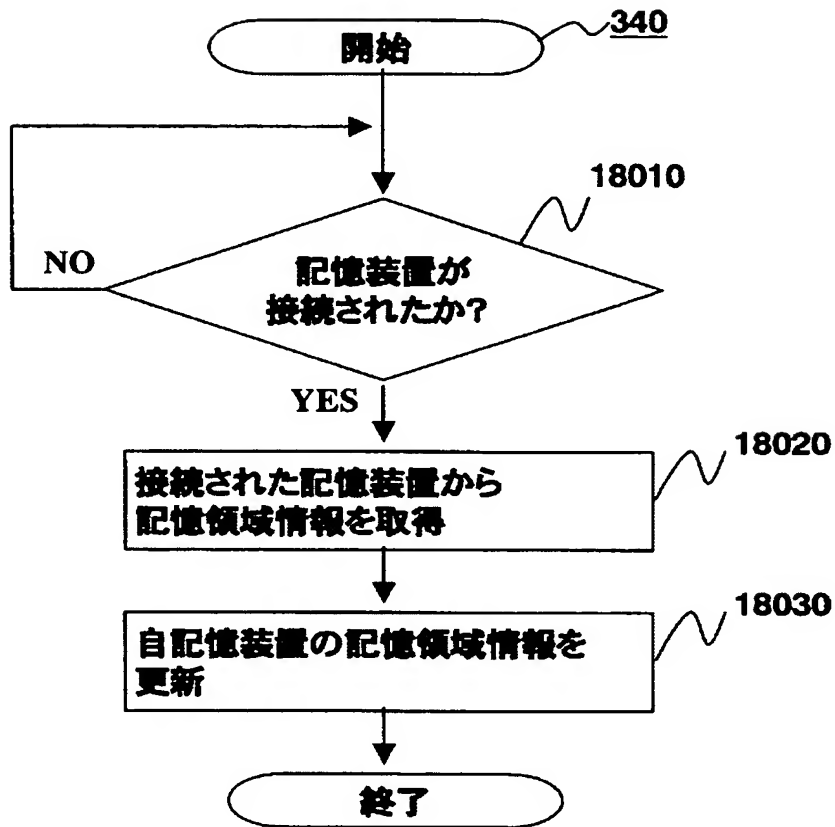 開始
340
18010
記憶装置が
接続されたか?
NO
YES
18020
接続された記憶装置から
記憶領域情報を取得
18030
自記憶装置の記憶領域情報を
更新
終了